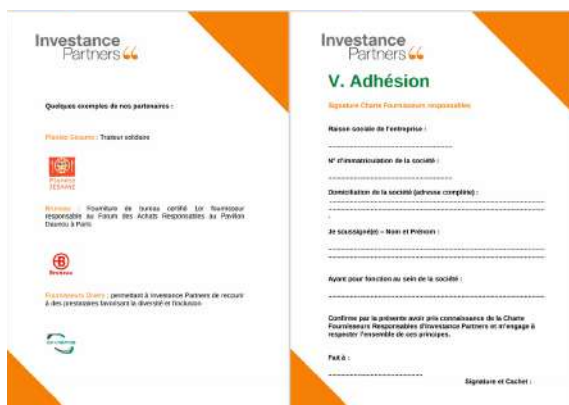 Investance
Partners
Quelques exemples de nos partenaires :
Planète Sésame : Traiteur solidaire
Planète
SESAME
Bruneau : Fourniture de bureau certifié 1er fournisseur
responsable au Forum des Achats Responsables au Pavillon
Daunou à Paris
Bruneau
Fournisseurs Divers : permettant à Investance Partners de recourir
à des prestataires favorisant la diversité et l'inclusion
Investance
Partners
V. Adhésion
Signature Charte Fournisseurs responsables
Raison sociale de l'entreprise :
N° d'immatriculation de la société :
Domiciliation de la société (adresse complète) :
.
Je soussigné(e) – Nom et Prénom :
Ayant pour fonction au sein de la société :
Confirme par la présente avoir pris connaissance de la Charte
Fournisseurs Responsables d'Investance Partners et m'engage à
respecter l'ensemble de ces principes.
Fait à :
Signature et Cachet :